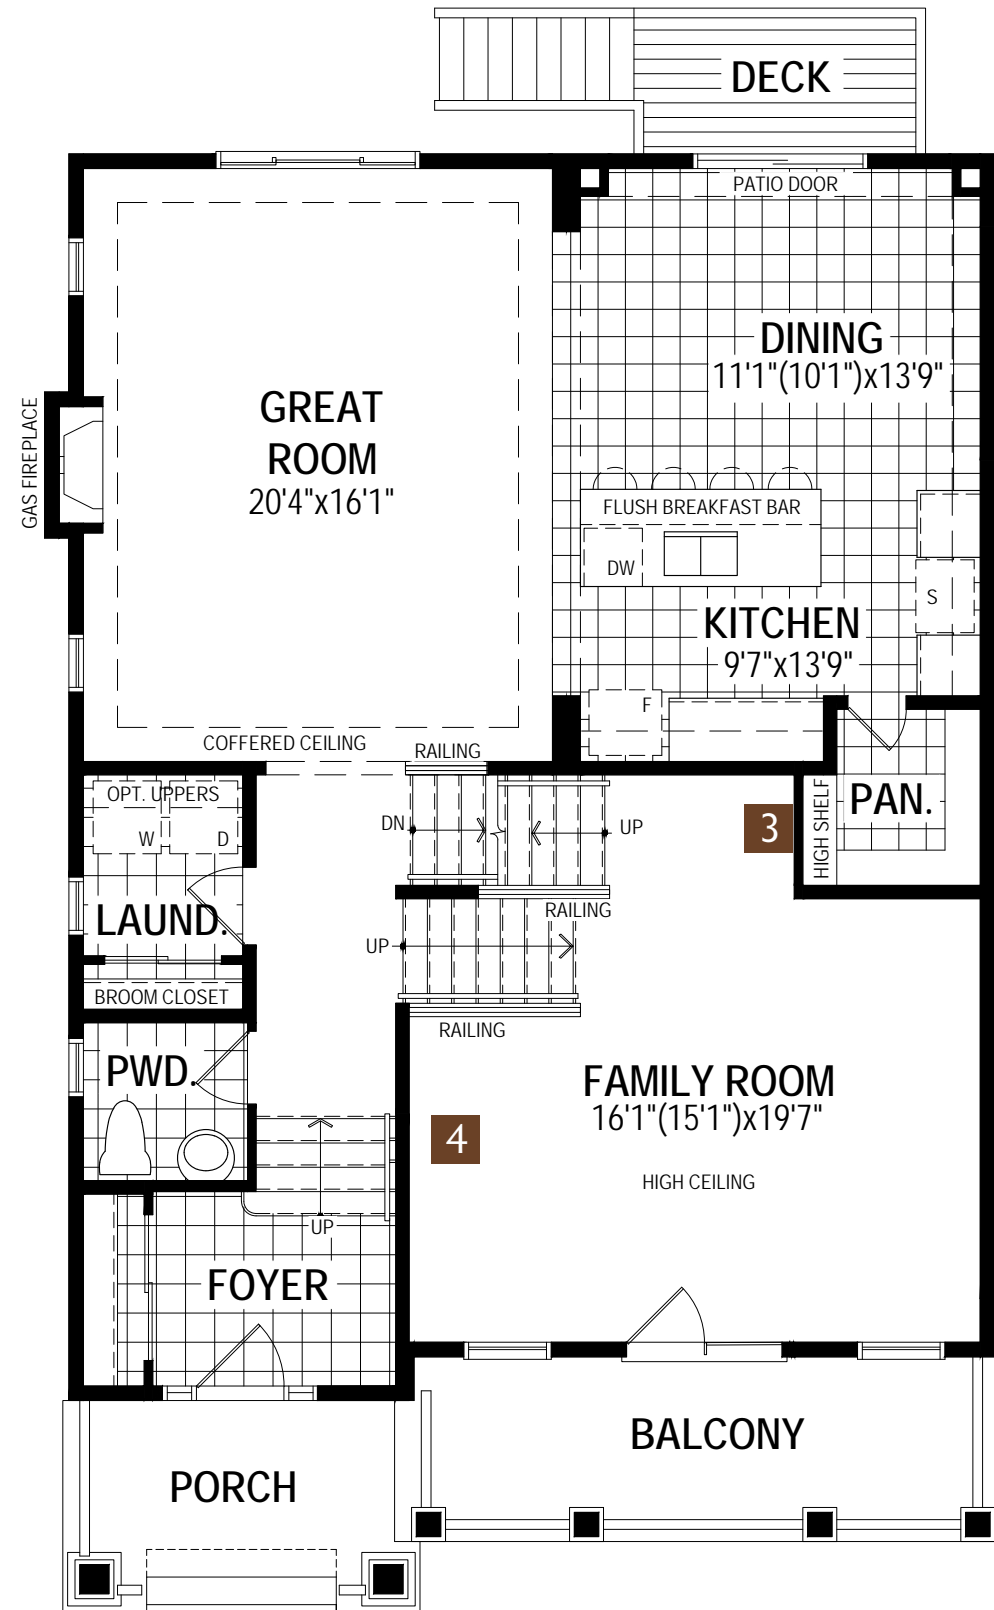 DECK
PATIO DOOR
DINING
11'1"(10'1")x13'9"
GREAT
ROOM
20'4"x16'1"
GAS FIREPLACE
FLUSH BREAKFAST BAR
DW
S
KITCHEN
9'7"x13'9"
F
COFFERED CEILING
RAILING
OPT. UPPERS
W
D
DN
UP
3
HIGH SHELF
PAN.
LAUND.
RAILING
UP
BROOM CLOSET
RAILING
PWD.
FAMILY ROOM
16'1"(15'1")x19'7"
4
HIGH CEILING
UP
FOYER
BALCONY
PORCH